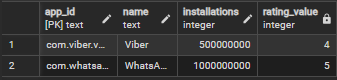 app_id name installations rating_value
[PK] text text integer integer
1 com.viber.v... Viber 500000000 4
2 com.whatsa... WhatsA... 1000000000 5